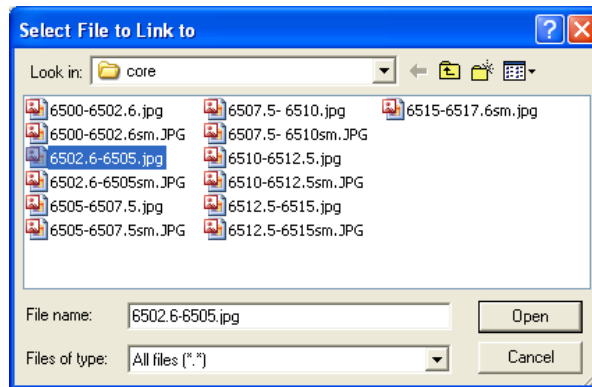 Select File to Link to
Look in: core
6500-6502.6.jpg
6500-6502.6sm.JPG
6502.6-6505.jpg
6502.6-6505sm.JPG
6505-6507.5.jpg
6505-6507.5sm.JPG
6507.5- 6510.jpg
6507.5- 6510sm.JPG
6510-6512.5.jpg
6510-6512.5sm.JPG
6512.5-6515.jpg
6512.5-6515sm.JPG
6515-6517.6sm.jpg
File name: 6502.6-6505.jpg Open
Files of type: All files (*.*) Cancel